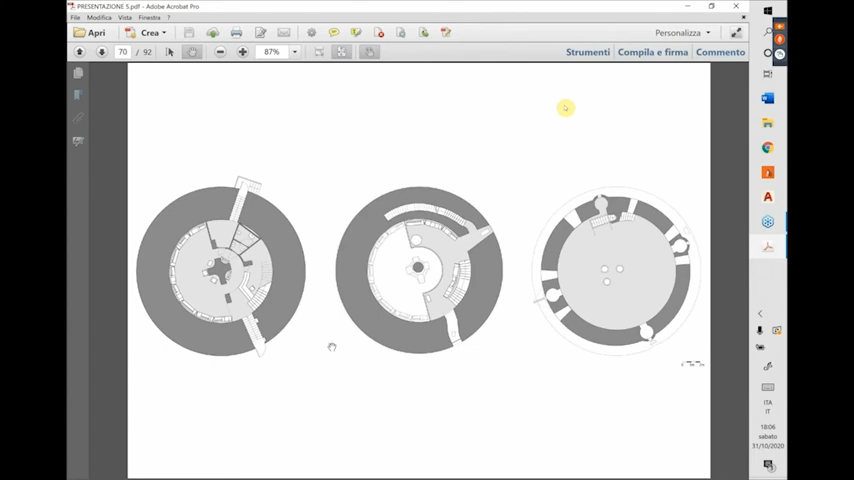 PRESENTAZIONE 5.pdf - Adobe Acrobat Pro
File Modifica Vista Finestra ?
Apri Crea Personalizza
70 / 92 87% Strumenti Compila e firma Commento
ITA
IT
18:06
sabato
31/10/2020